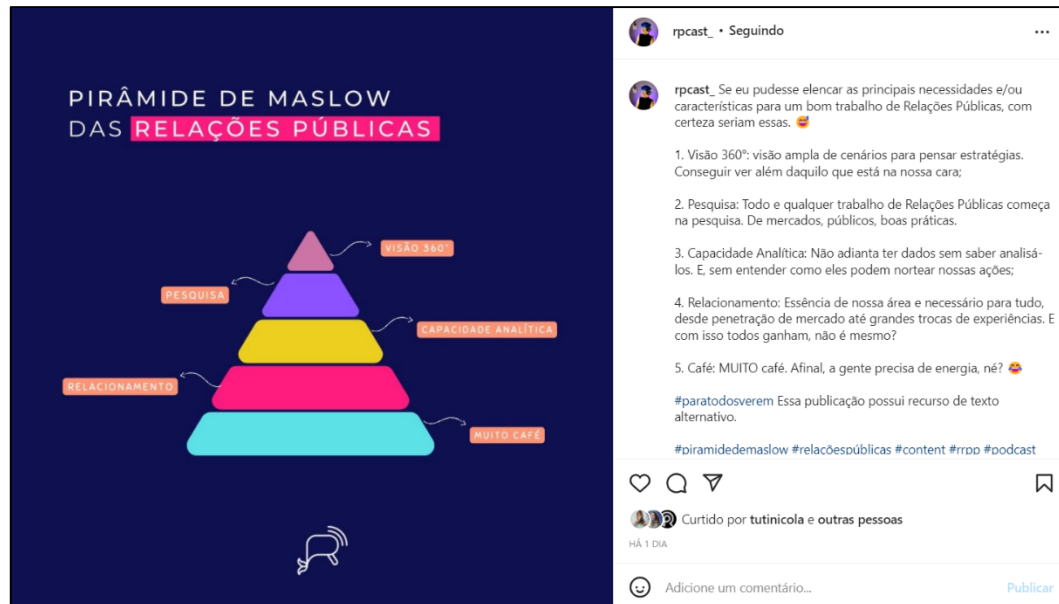 PIRÂMIDE DE MASLOW
DAS RELAÇÕES PÚBLICAS
VISÃO 360°
PESQUISA
CAPACIDADE ANALÍTICA
RELACIONAMENTO
MUITO CAFÉ
rpcast_ • Seguindo
rpcast_ Se eu pudesse elencar as principais necessidades e/ou
características para um bom trabalho de Relações Públicas, com
certeza seriam essas. 😅
1. Visão 360º: visão ampla de cenários para pensar estratégias.
Conseguir ver além daquilo que está na nossa cara;
2. Pesquisa: Todo e qualquer trabalho de Relações Públicas começa
na pesquisa. De mercados, públicos, boas práticas.
3. Capacidade Analítica: Não adianta ter dados sem saber analisá-
los. E, sem entender como eles podem nortear nossas ações;
4. Relacionamento: Essência de nossa área e necessário para tudo,
desde penetração de mercado até grandes trocas de experiências. E
com isso todos ganham, não é mesmo?
5. Café: MUITO café. Afinal, a gente precisa de energia, né? 😂
#paratodosverem Essa publicação possui recurso de texto
alternativo.
#piramidedemaslow #relaçõespúblicas #content #rrpp #podcast
Curtido por tutinicola e outras pessoas
HÁ 1 DIA
Adicione um comentário...
Publicar